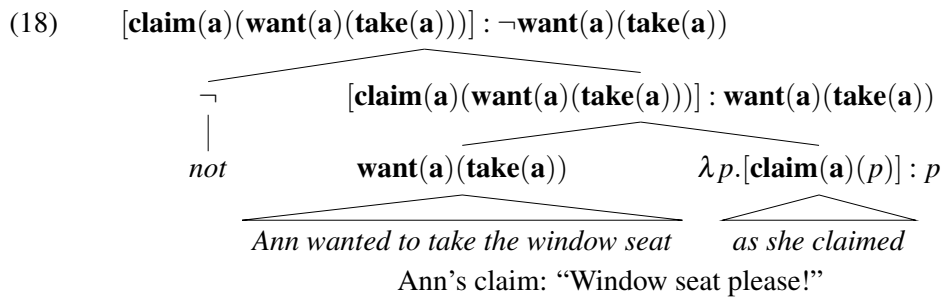 (18) [claim(a)(want(a)(take(a)))] : ¬want(a)(take(a))
¬ [claim(a)(want(a)(take(a)))] : want(a)(take(a))
not want(a)(take(a)) λp.[claim(a)(p)] : p
Ann wanted to take the window seat as she claimed
Ann's claim: “Window seat please!”